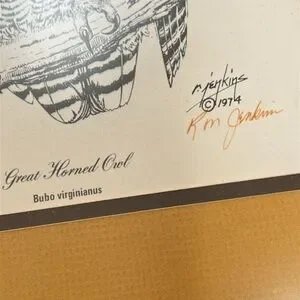 r. jenkins
© 1974
Ron Jenkins
Great Horned Owl
Bubo virginianus